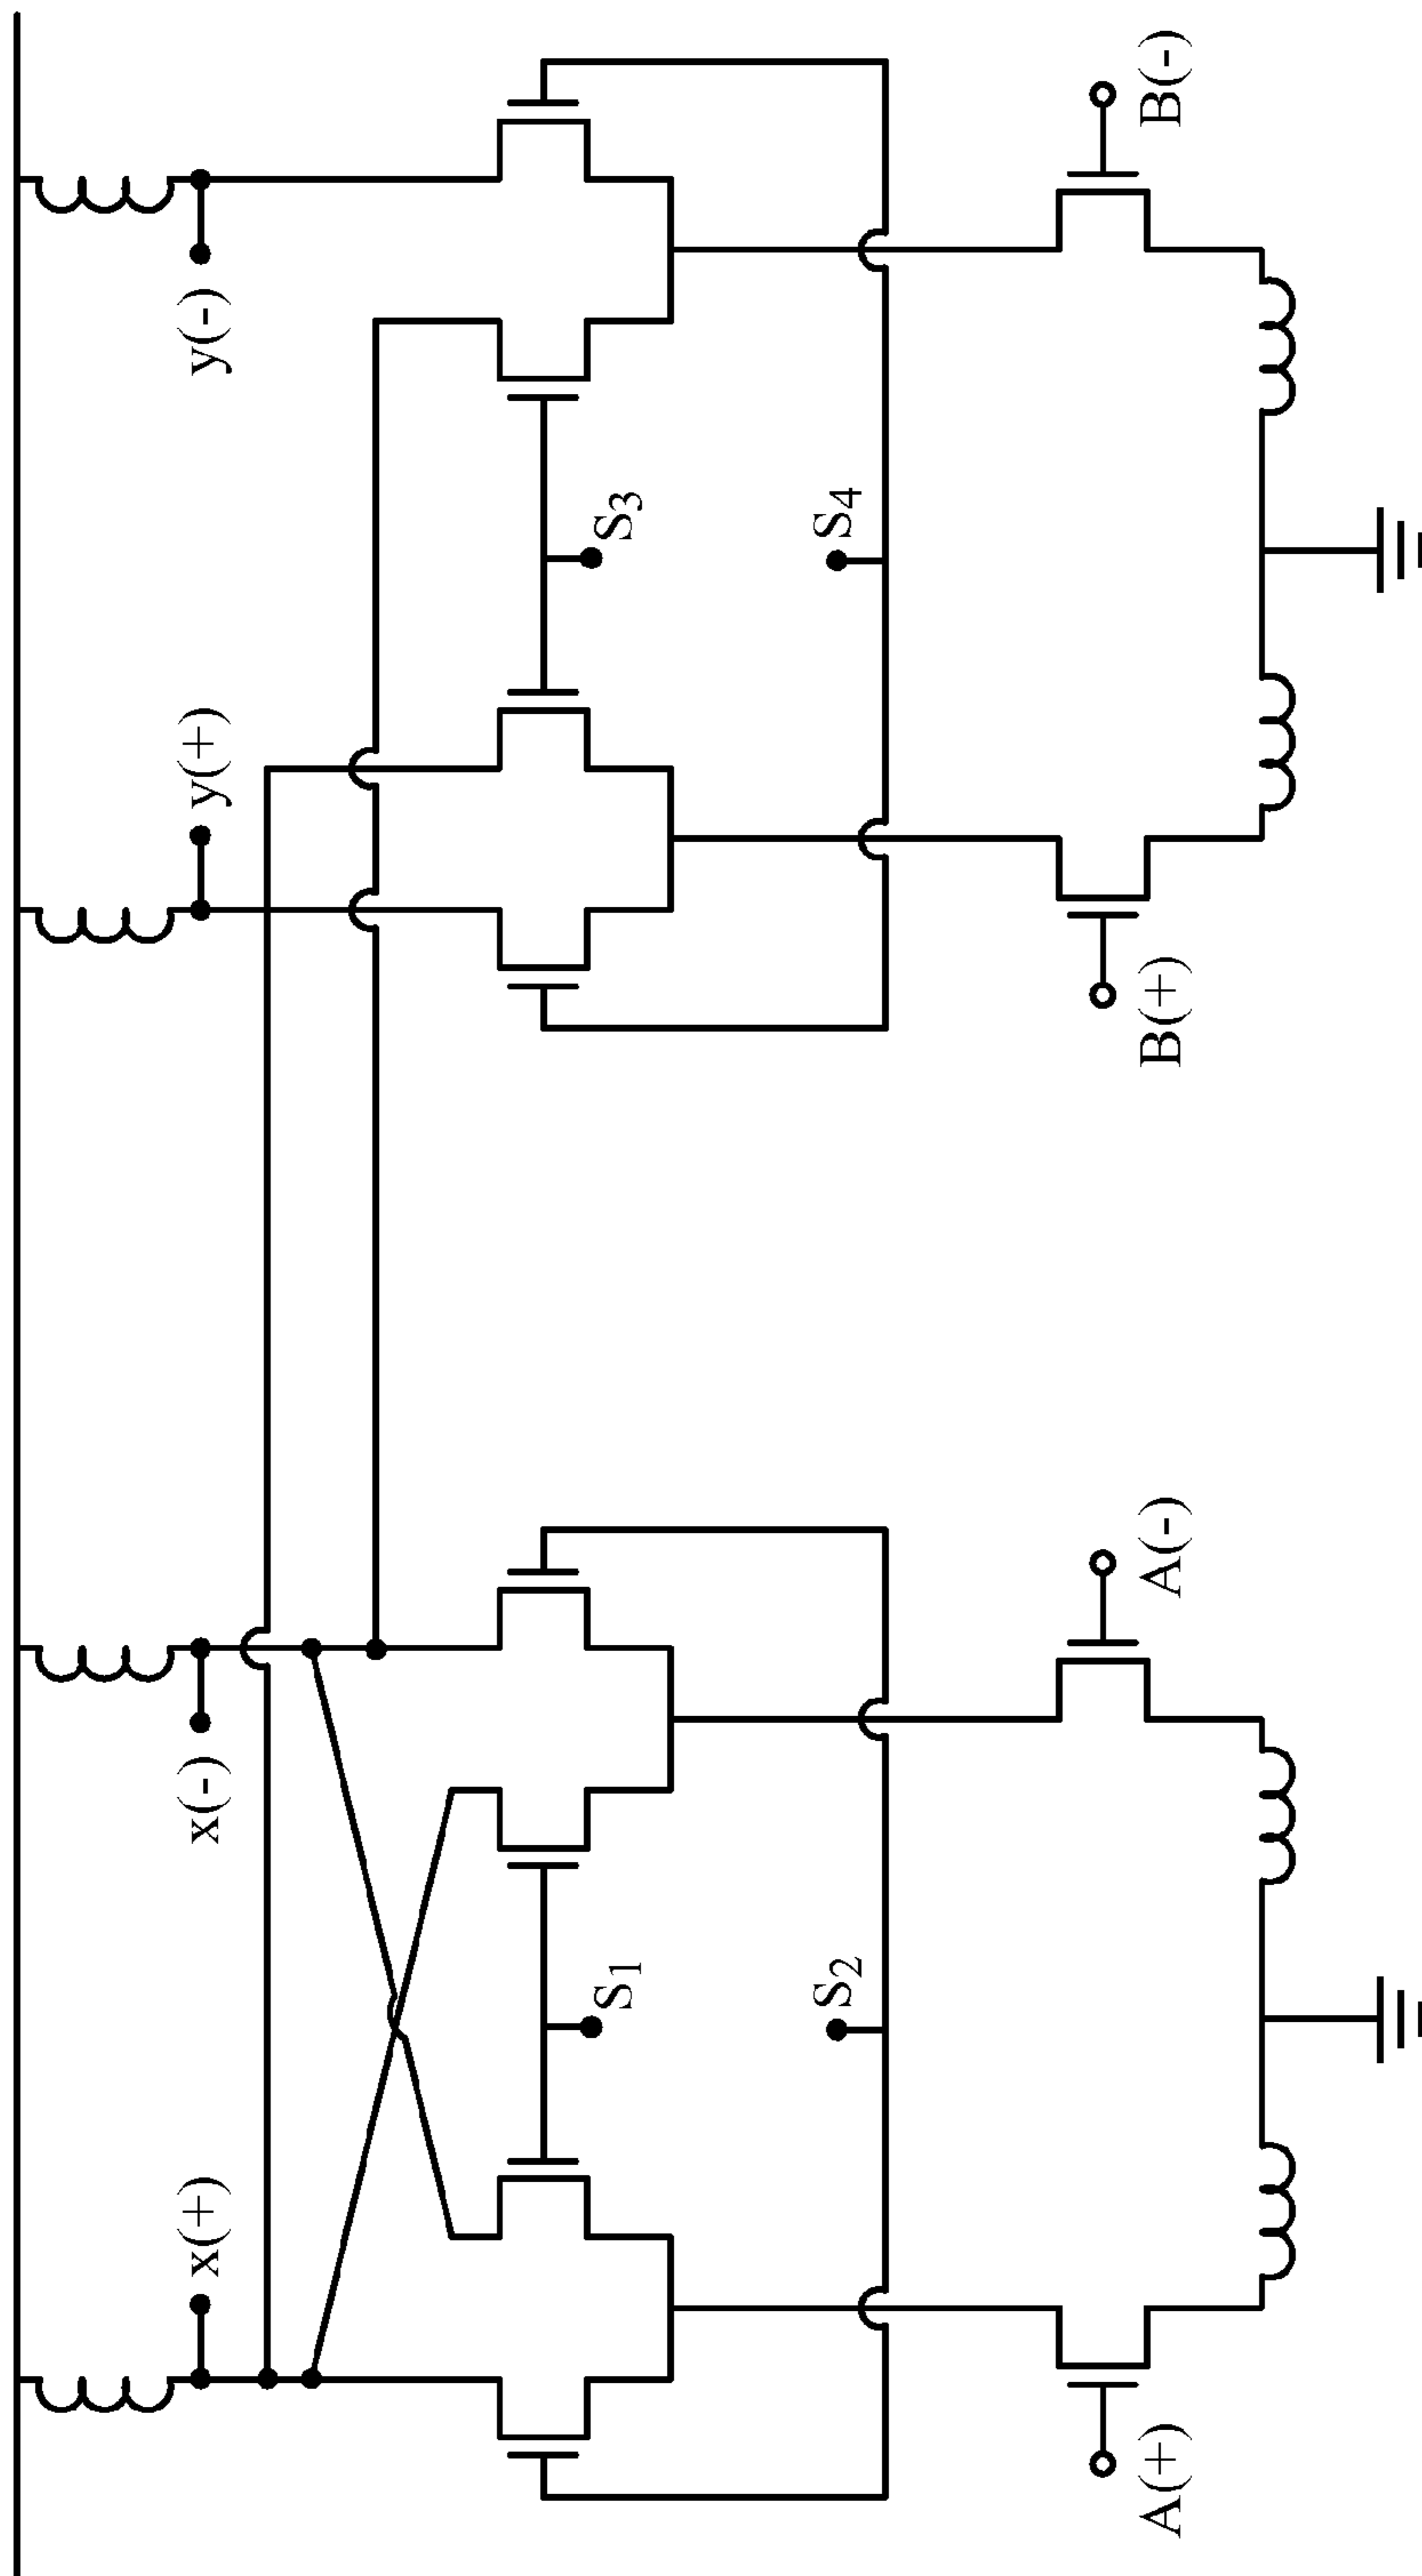 x(+)
x(-)
y(+)
y(-)
S1
S3
S2
S4
A(+)
A(-)
B(+)
B(-)